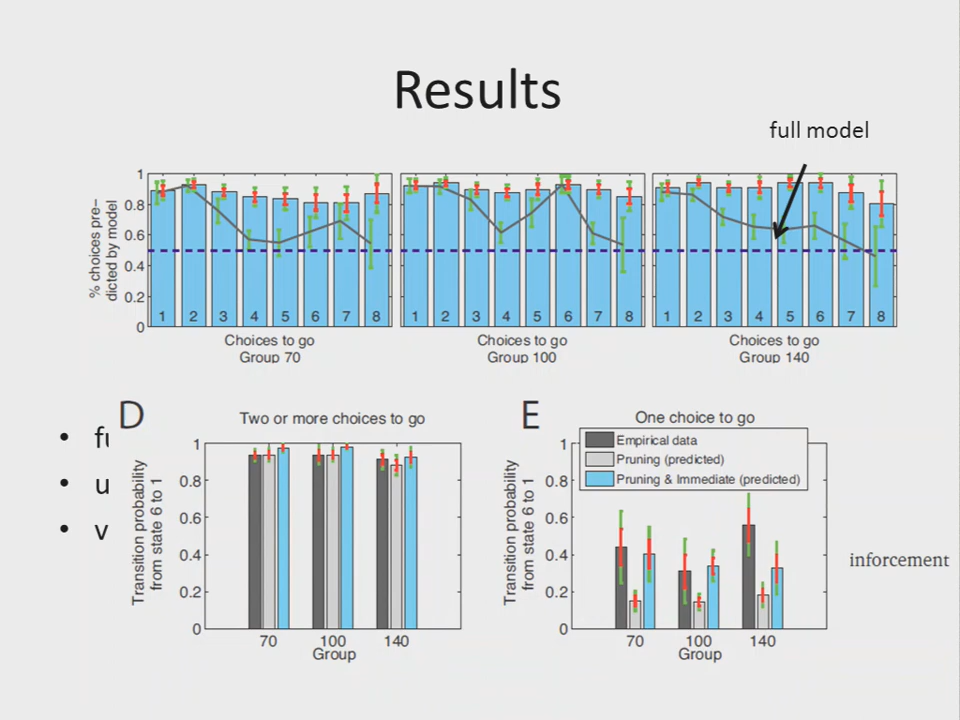 Results
full model
% choices pre–
dicted by model
1
0.8
0.6
0.4
0.2
0
1 2 3 4 5 6 7 8
1 2 3 4 5 6 7 8
1 2 3 4 5 6 7 8
Choices to go
Group 70
Choices to go
Group 100
Choices to go
Group 140
•
• u
• v
D
Two or more choices to go
Transition probability
from state 6 to 1
1
0.8
0.6
0.4
0.2
0
70 100 140
Group
E
One choice to go
Empirical data
Pruning (predicted)
Pruning & Immediate (predicted)
Transition probability
from state 6 to 1
1
0.8
0.6
0.4
0.2
0
70 100 140
Group
inforcement